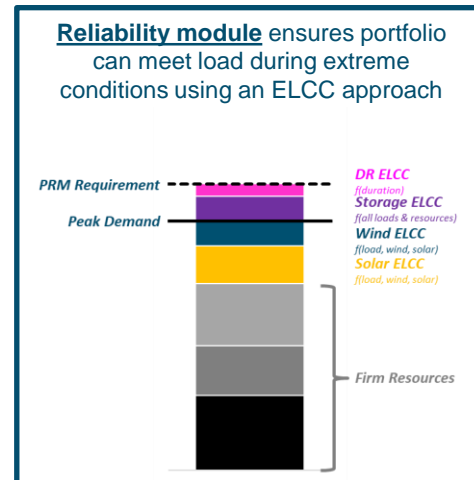 Reliability module ensures portfolio
can meet load during extreme
conditions using an ELCC approach
PRM Requirement
Peak Demand
DR ELCC
f(duration)
Storage ELCC
f(all loads & resources)
Wind ELCC
f(load, wind, solar)
Solar ELCC
f(load, wind, solar)
Firm Resources